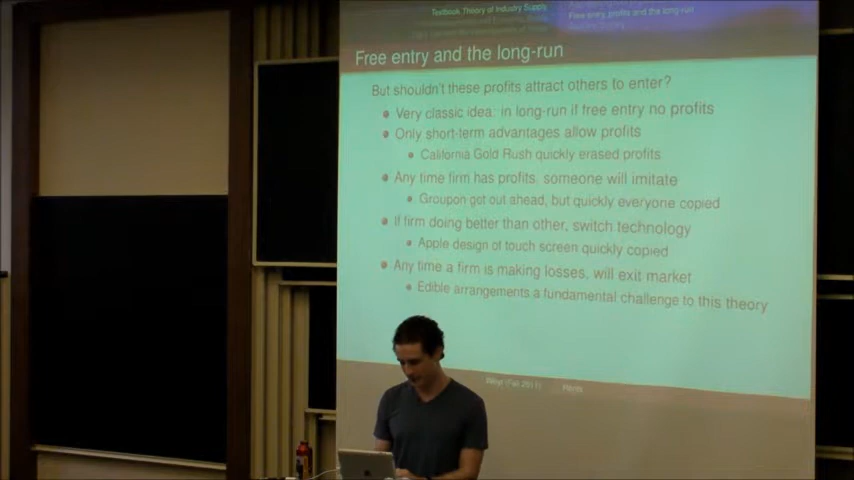 Textbook Theory of Industry Supply
Free entry, profits and the long-run
Free entry and the long-run
But shouldn't these profits attract others to enter?
Very classic idea: in long-run if free entry no profits
Only short-term advantages allow profits
California Gold Rush quickly erased profits
Any time firm has profits, someone will imitate
Groupon got out ahead, but quickly everyone copied
If firm doing better than other, switch technology
Apple design of touch screen quickly copied
Any time a firm is making losses, will exit market
Edible arrangements a fundamental challenge to this theory
(Fall 2011)